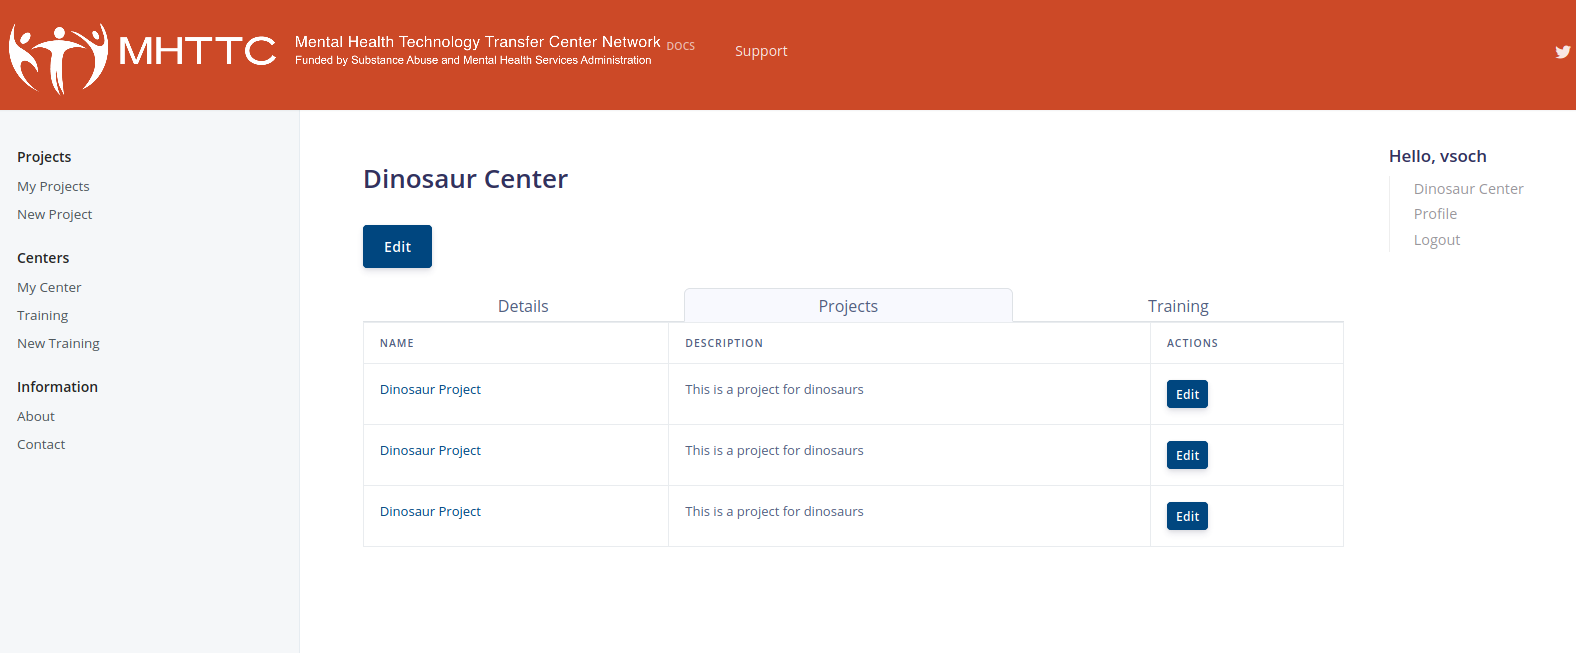 MHTTC
Mental Health Technology Transfer Center Network DOCS
Funded by Substance Abuse and Mental Health Services Administration
Support
Projects
My Projects
New Project
Centers
My Center
Training
New Training
Information
About
Contact
Dinosaur Center
Edit
Details Projects Training
NAME DESCRIPTION ACTIONS
Dinosaur Project This is a project for dinosaurs Edit
Dinosaur Project This is a project for dinosaurs Edit
Dinosaur Project This is a project for dinosaurs Edit
Hello, vsoch
Dinosaur Center
Profile
Logout